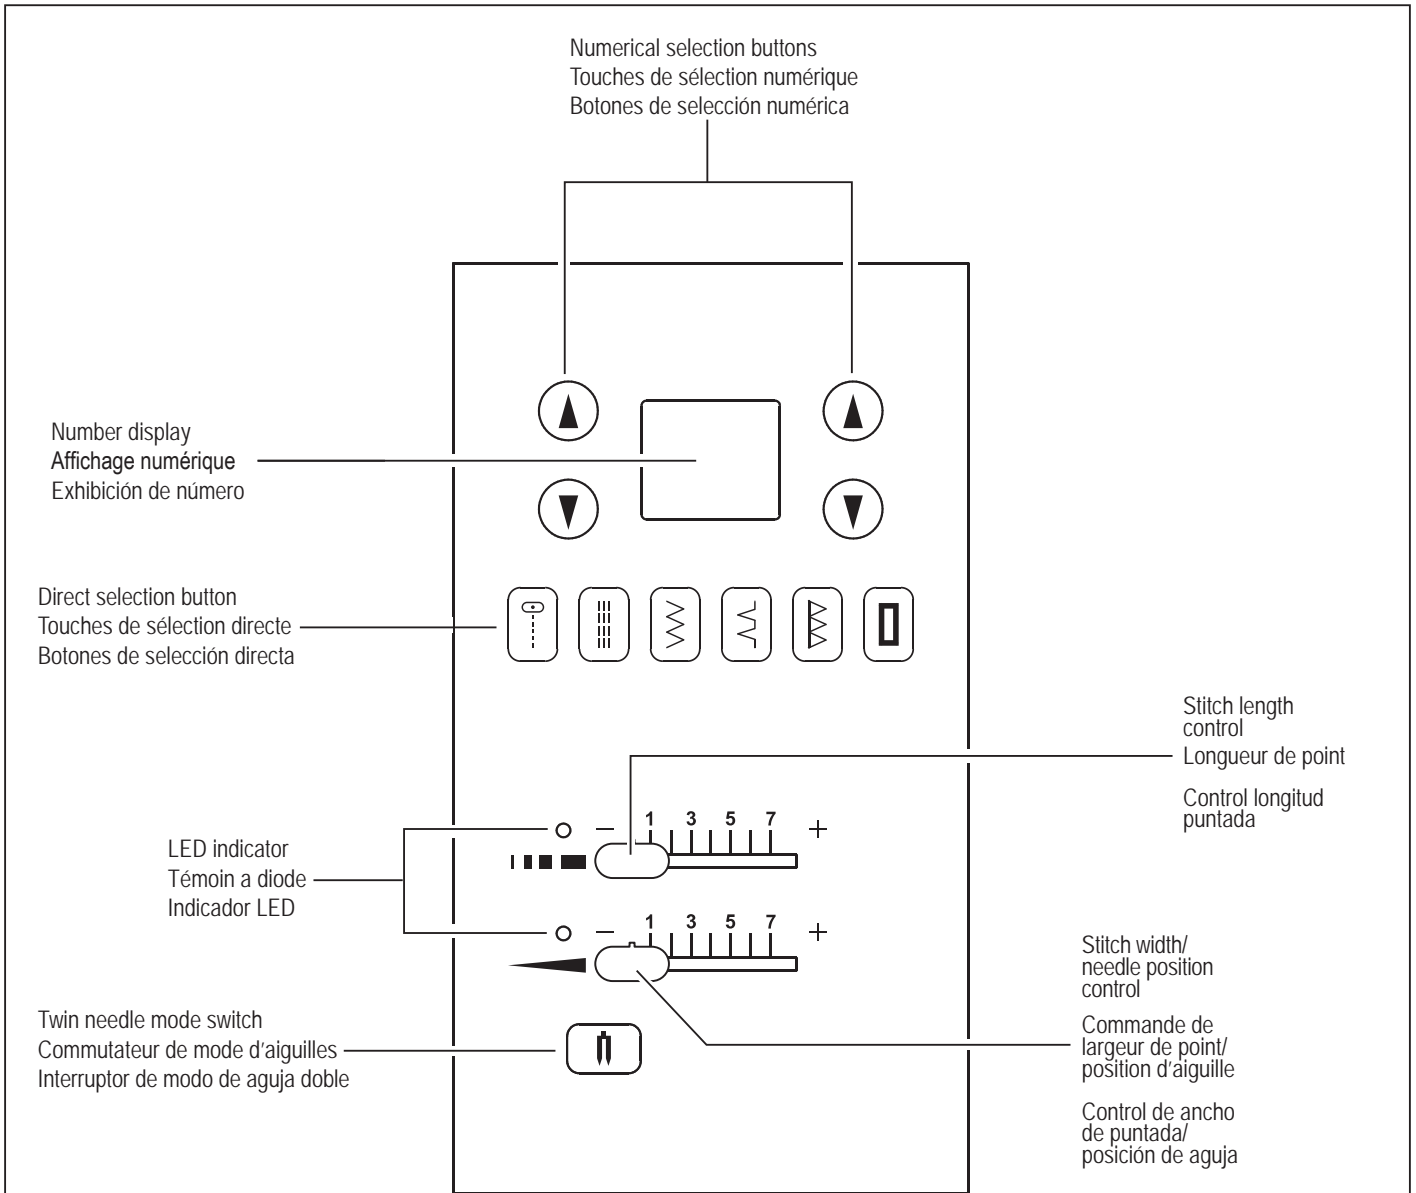 Numerical selection buttons
Touches de sélection numérique
Botones de selección numérica
Number display
Affichage numérique
Exhibición de número
Direct selection button
Touches de sélection directe
Botones de selección directa
Stitch length
control
Longueur de point
Control longitud
puntada
1 3 5 7
− +
LED indicator
Témoin a diode
Indicador LED
1 3 5 7
− +
Stitch width/
needle position
control
Commande de
largeur de point/
position d'aiguille
Control de ancho
de puntada/
posición de aguja
Twin needle mode switch
Commutateur de mode d'aiguilles
Interruptor de modo de aguja doble